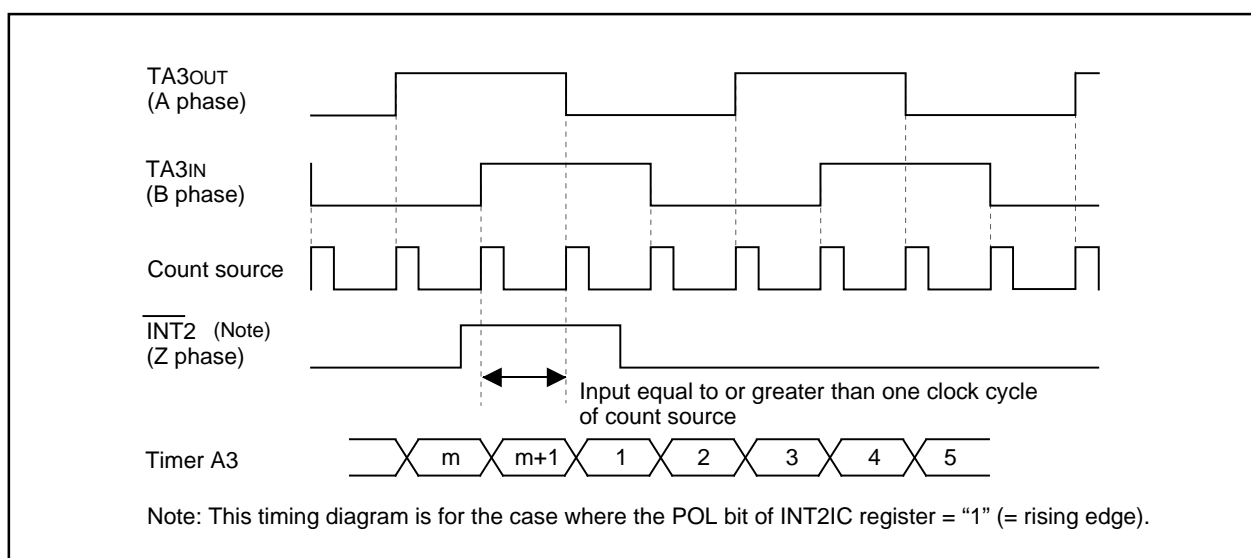 TA3OUT
(A phase)
TA3IN
(B phase)
Count source
INT2 (Note)
(Z phase)
Input equal to or greater than one clock cycle
of count source
Timer A3 m m+1 1 2 3 4 5
Note: This timing diagram is for the case where the POL bit of INT2IC register = “1” (= rising edge).